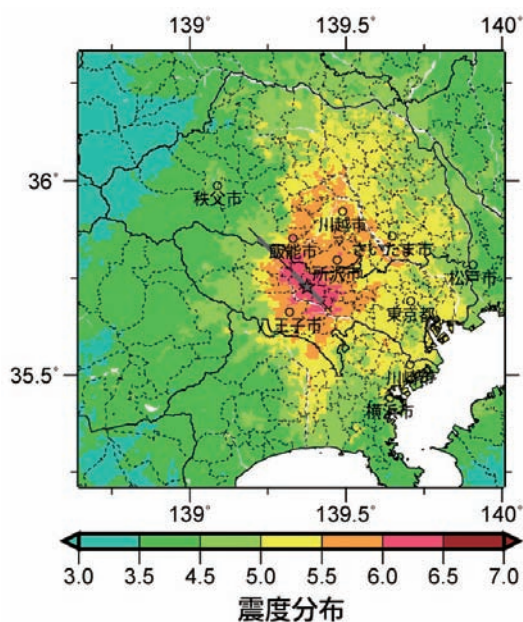 139° 139.5° 140°
36°
秩父市
川越市
飯能市
さいたま市
所沢市
松戸市
東京都
八王子市
35.5°
川崎市
横浜市
139° 139.5° 140°
3.0 3.5 4.5 5.0 5.5 6.0 6.5 7.0
震度分布